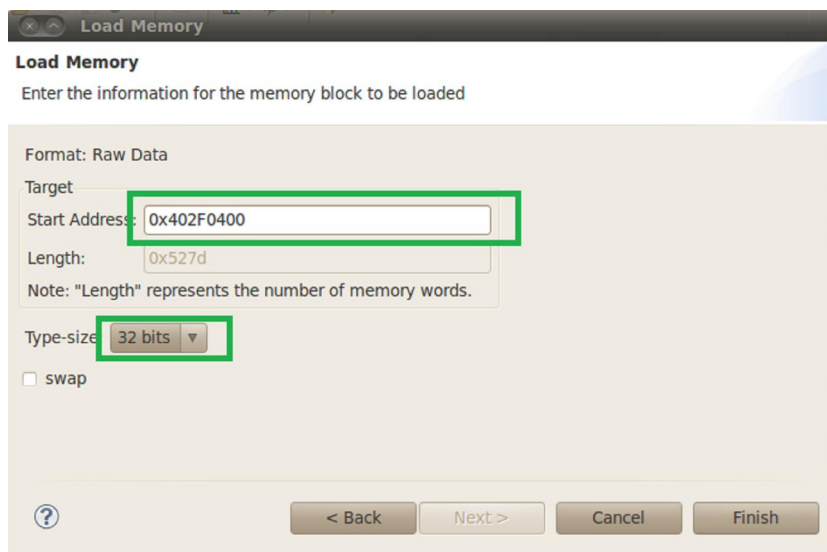 Load Memory
Load Memory
Enter the information for the memory block to be loaded
Format: Raw Data
Target
Start Address: 0x402F0400
Length: 0x527d
Note: "Length" represents the number of memory words.
Type-size 32 bits
swap
< Back Next > Cancel Finish